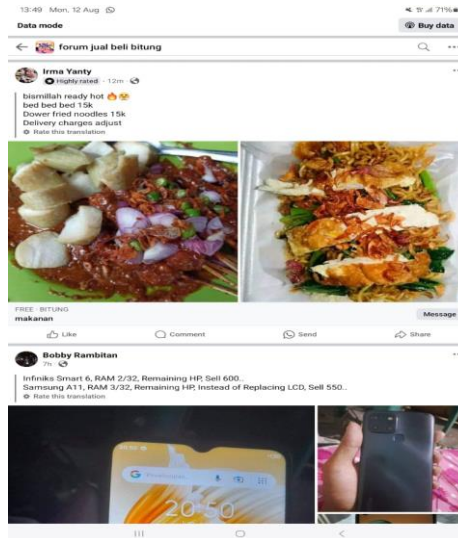 13:49 Mon, 12 Aug
71%
Data mode
Buy data
forum jual beli bitung
Irma Yanty
Highly rated · 12m ·
bismillah ready hot 🔥
bed bed bed 15k
Dower fried noodles 15k
Delivery charges adjust
Rate this translation
FREE · BITUNG
makanan
Message
Like
Comment
Send
Share
Bobby Rambitan
7h ·
Infiniks Smart 6, RAM 2/32, Remaining HP, Sell 600..
Samsung A11, RAM 3/32, Remaining HP, Instead of Replacing LCD, Sell 550..
Rate this translation
20:50